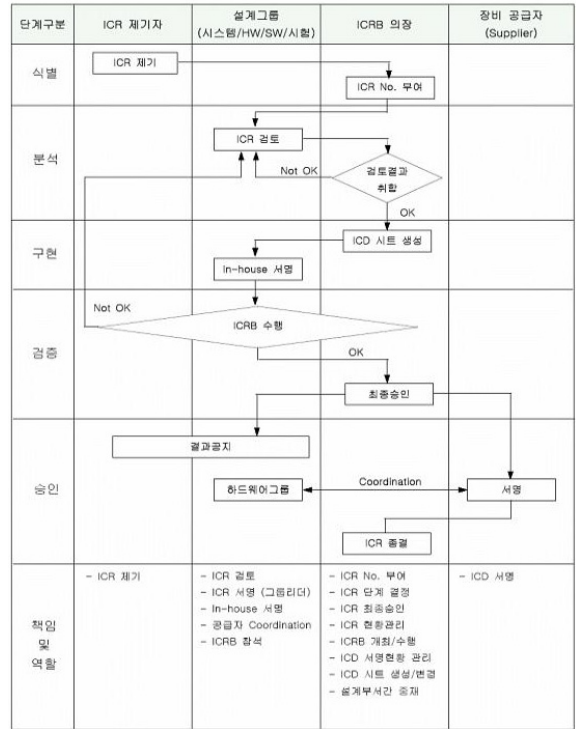 단계구분
ICR 제기자
설계그룹
(시스템/HW/SW/시험)
ICRB 의장
장비 공급자
(Supplier)
식별
ICR 제기
ICR No. 부여
분석
ICR 검토
Not OK
검토결과
취합
OK
구현
ICD 시트 생성
In-house 서명
Not OK
검증
ICRB 수행
OK
최종승인
승인
결과공지
하드웨어그룹
Coordination
서명
ICR 종결
책임
및
역할
- ICR 제기
- ICR 검토
- ICR 서명 (그룹리더)
- In-house 서명
- 공급자 Coordination
- ICRB 참석
- ICR No. 부여
- ICR 단계 결정
- ICR 최종승인
- ICR 현황관리
- ICRB 개최/수행
- ICD 서명현황 관리
- ICD 시트 생성/변경
- 설계부서간 중재
- ICD 서명